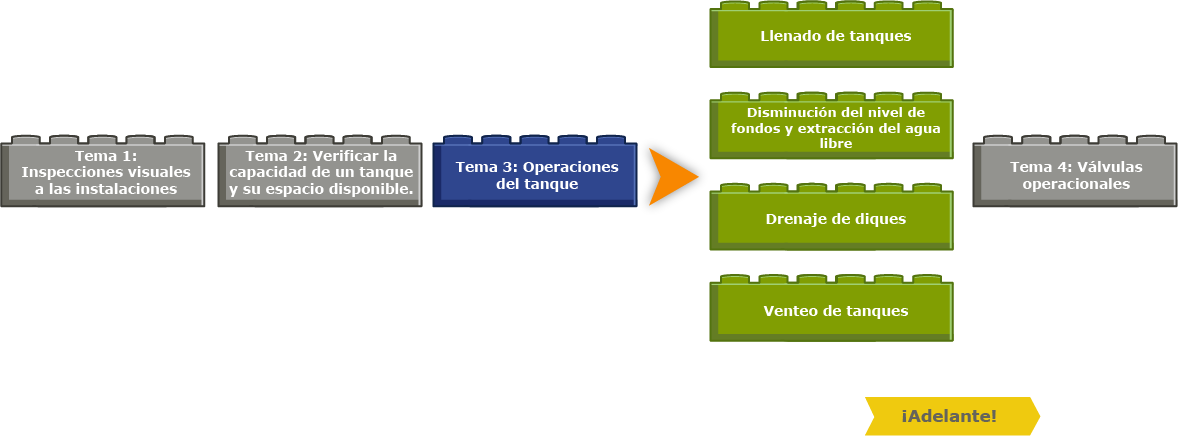 Tema 1:
Inspecciones visuales
a las instalaciones
Tema 2: Verificar la
capacidad de un tanque
y su espacio disponible.
Tema 3: Operaciones
del tanque
Llenado de tanques
Disminución del nivel de
fondos y extracción del agua
libre
Drenaje de diques
Venteo de tanques
Tema 4: Válvulas
operacionales
¡Adelante!